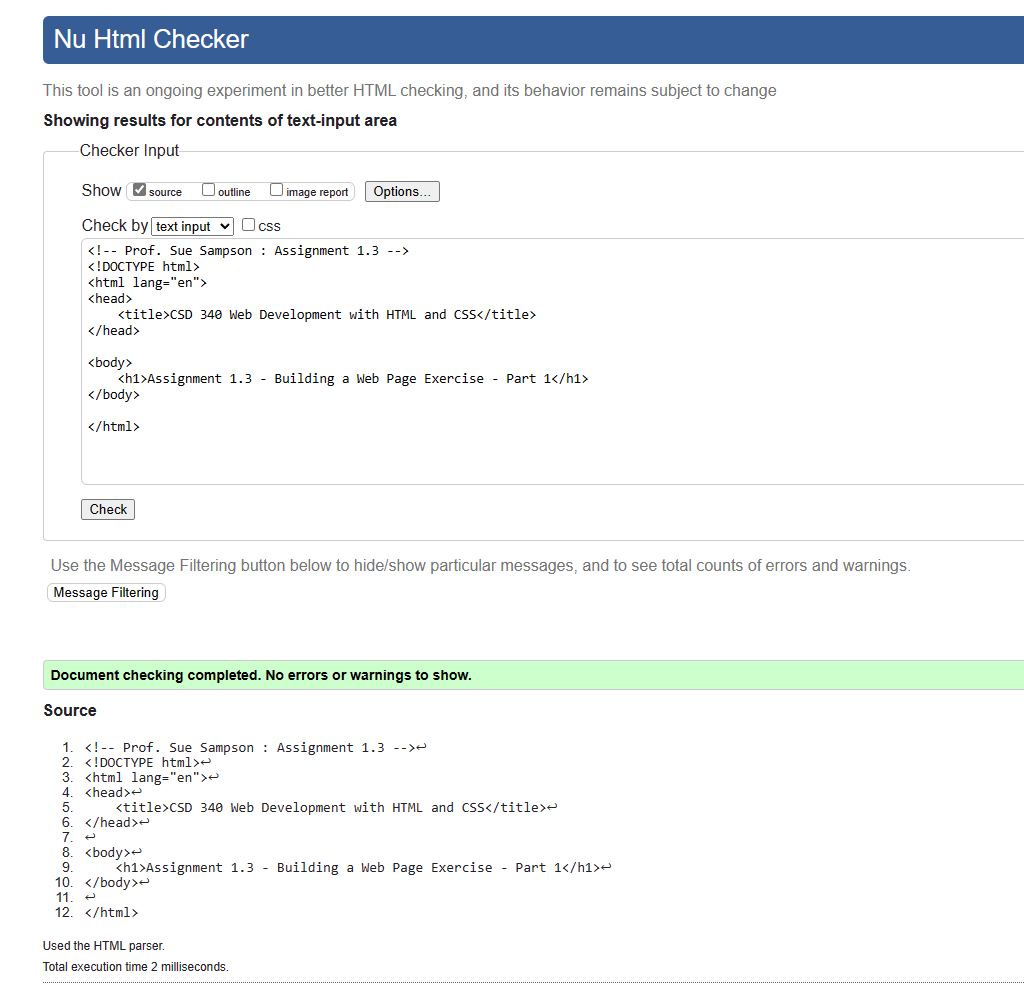 Nu Html Checker
This tool is an ongoing experiment in better HTML checking, and its behavior remains subject to change
Showing results for contents of text-input area
Checker Input
Show source outline image report Options...
Check by text input css
<!-- Prof. Sue Sampson : Assignment 1.3 -->
<!DOCTYPE html>
<html lang="en">
<head>
    <title>CSD 340 Web Development with HTML and CSS</title>
</head>

<body>
    <h1>Assignment 1.3 - Building a Web Page Exercise - Part 1</h1>
</body>

</html>
Check
Use the Message Filtering button below to hide/show particular messages, and to see total counts of errors and warnings.
Message Filtering
Document checking completed. No errors or warnings to show.
Source
1. <!-- Prof. Sue Sampson : Assignment 1.3 -->↩
2. <!DOCTYPE html>↩
3. <html lang="en">↩
4. <head>↩
5.     <title>CSD 340 Web Development with HTML and CSS</title>↩
6. </head>↩
7. ↩
8. <body>↩
9.     <h1>Assignment 1.3 - Building a Web Page Exercise - Part 1</h1>↩
10. </body>↩
11. ↩
12. </html>
Used the HTML parser.
Total execution time 2 milliseconds.